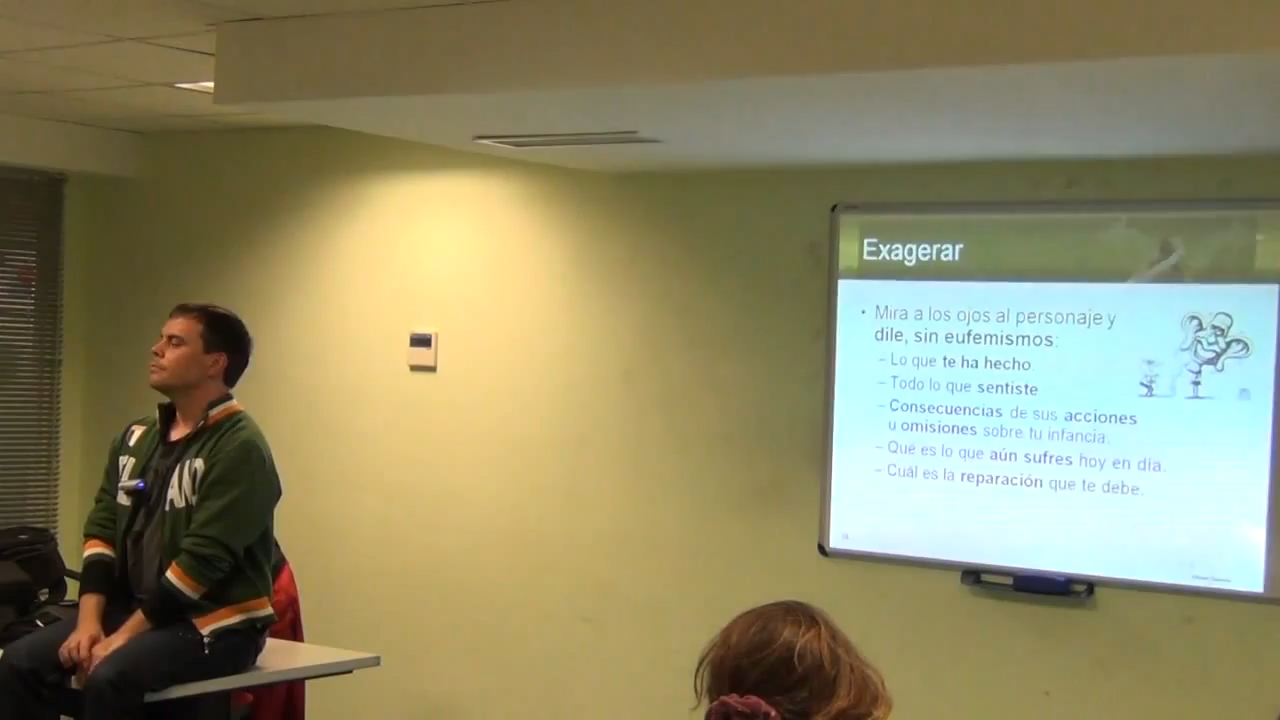 Exagerar
• Mira a los ojos al personaje y
dile, sin eufemismos:
– Lo que te ha hecho
– Todo lo que sentiste
– Consecuencias de sus acciones
u omisiones sobre tu infancia.
– Qué es lo que aún sufres hoy en día.
– Cuál es la reparación que te debe.